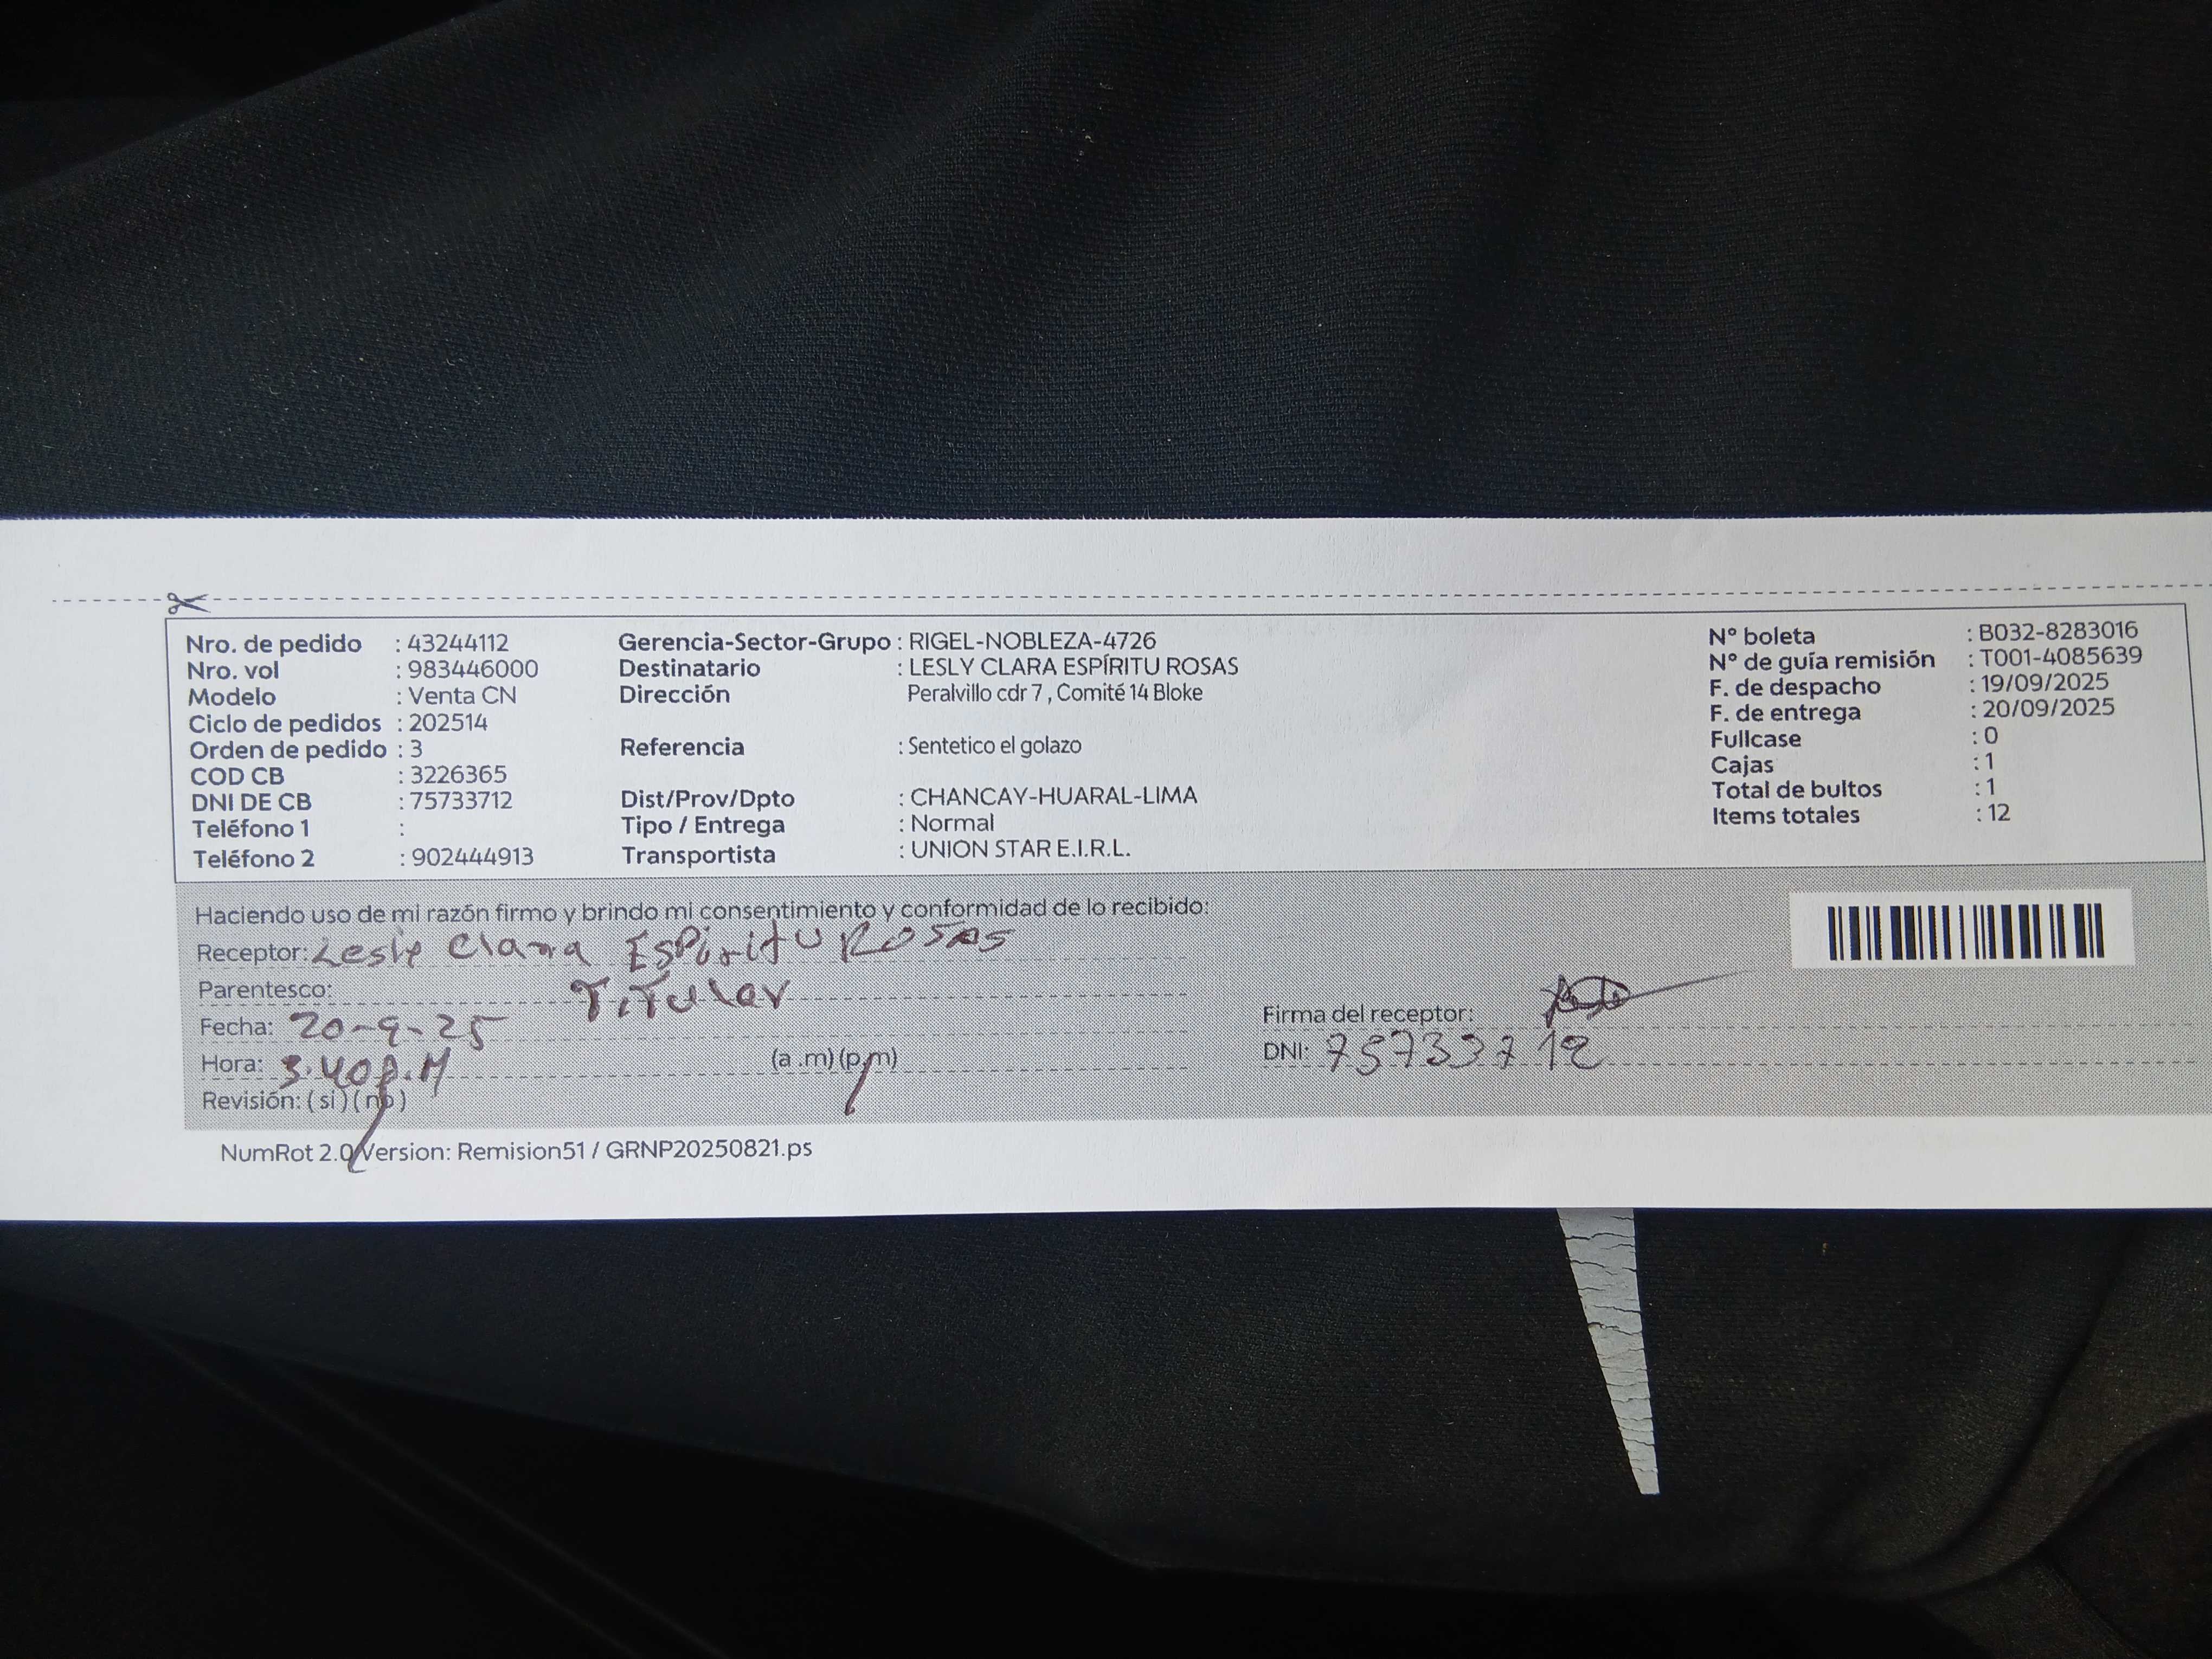 Nro. de pedido : 43244112
Nro. vol : 983446000
Modelo : Venta CN
Ciclo de pedidos : 202514
Orden de pedido : 3
COD CB : 3226365
DNI DE CB : 75733712
Teléfono 1 :
Teléfono 2 : 902444913
Gerencia-Sector-Grupo : RIGEL-NOBLEZA-4726
Destinatario : LESLY CLARA ESPÍRITU ROSAS
Dirección Peralvillo cdr 7 , Comité 14 Bloke
Referencia : Sentetico el golazo
Dist/Prov/Dpto : CHANCAY-HUARAL-LIMA
Tipo / Entrega : Normal
Transportista : UNION STAR E.I.R.L.
N° boleta : B032-8283016
N° de guía remisión : T001-4085639
F. de despacho : 19/09/2025
F. de entrega : 20/09/2025
Fullcase : 0
Cajas : 1
Total de bultos : 1
Items totales : 12
Haciendo uso de mi razón firmo y brindo mi consentimiento y conformidad de lo recibido:
Receptor: Lesly Clara Espiritu Rosas
Parentesco: Titular
Fecha: 20-9-25
Hora: 3.40 p.M (a .m) (p.m)
Revisión: ( si ) ( no )
Firma del receptor:
DNI: 75733712
NumRot 2.0 Version: Remision51 / GRNP20250821.ps